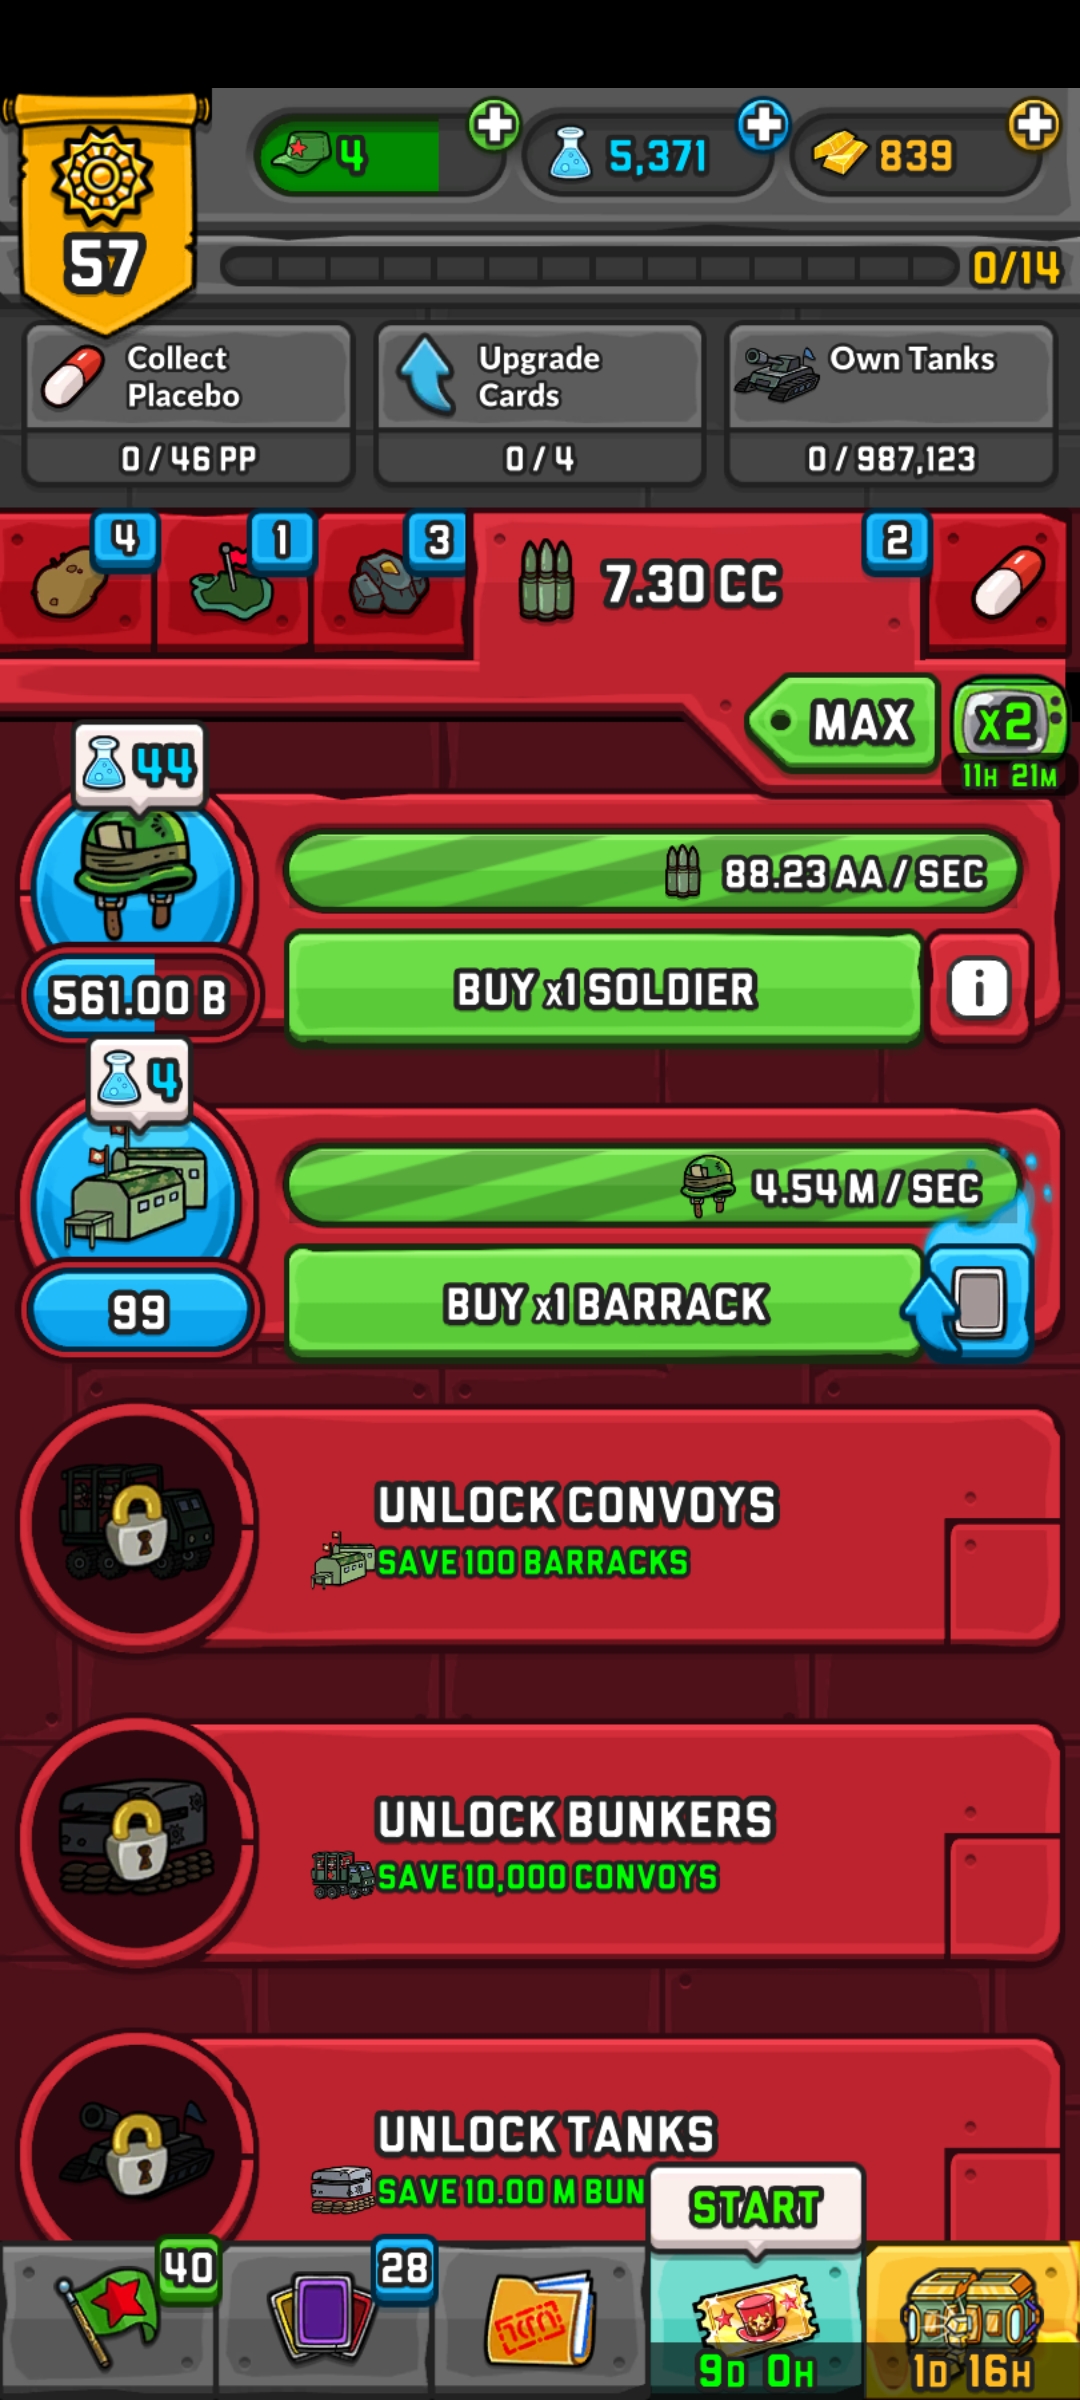 4
5,371
839
57
0/14
Collect
Placebo
0 / 46 PP
Upgrade
Cards
0 / 4
Own Tanks
0 / 987,123
4
1
3
7.30 CC
2
MAX
X2
11H 21M
44
88.23 AA / SEC
561.00 B
BUY x1 SOLDIER
i
4
4.54 M / SEC
99
BUY x1 BARRACK
UNLOCK CONVOYS
SAVE 100 BARRACKS
UNLOCK BUNKERS
SAVE 10,000 CONVOYS
UNLOCK TANKS
SAVE 10.00 M BUN
START
40
28
9D 0H
1D 16H